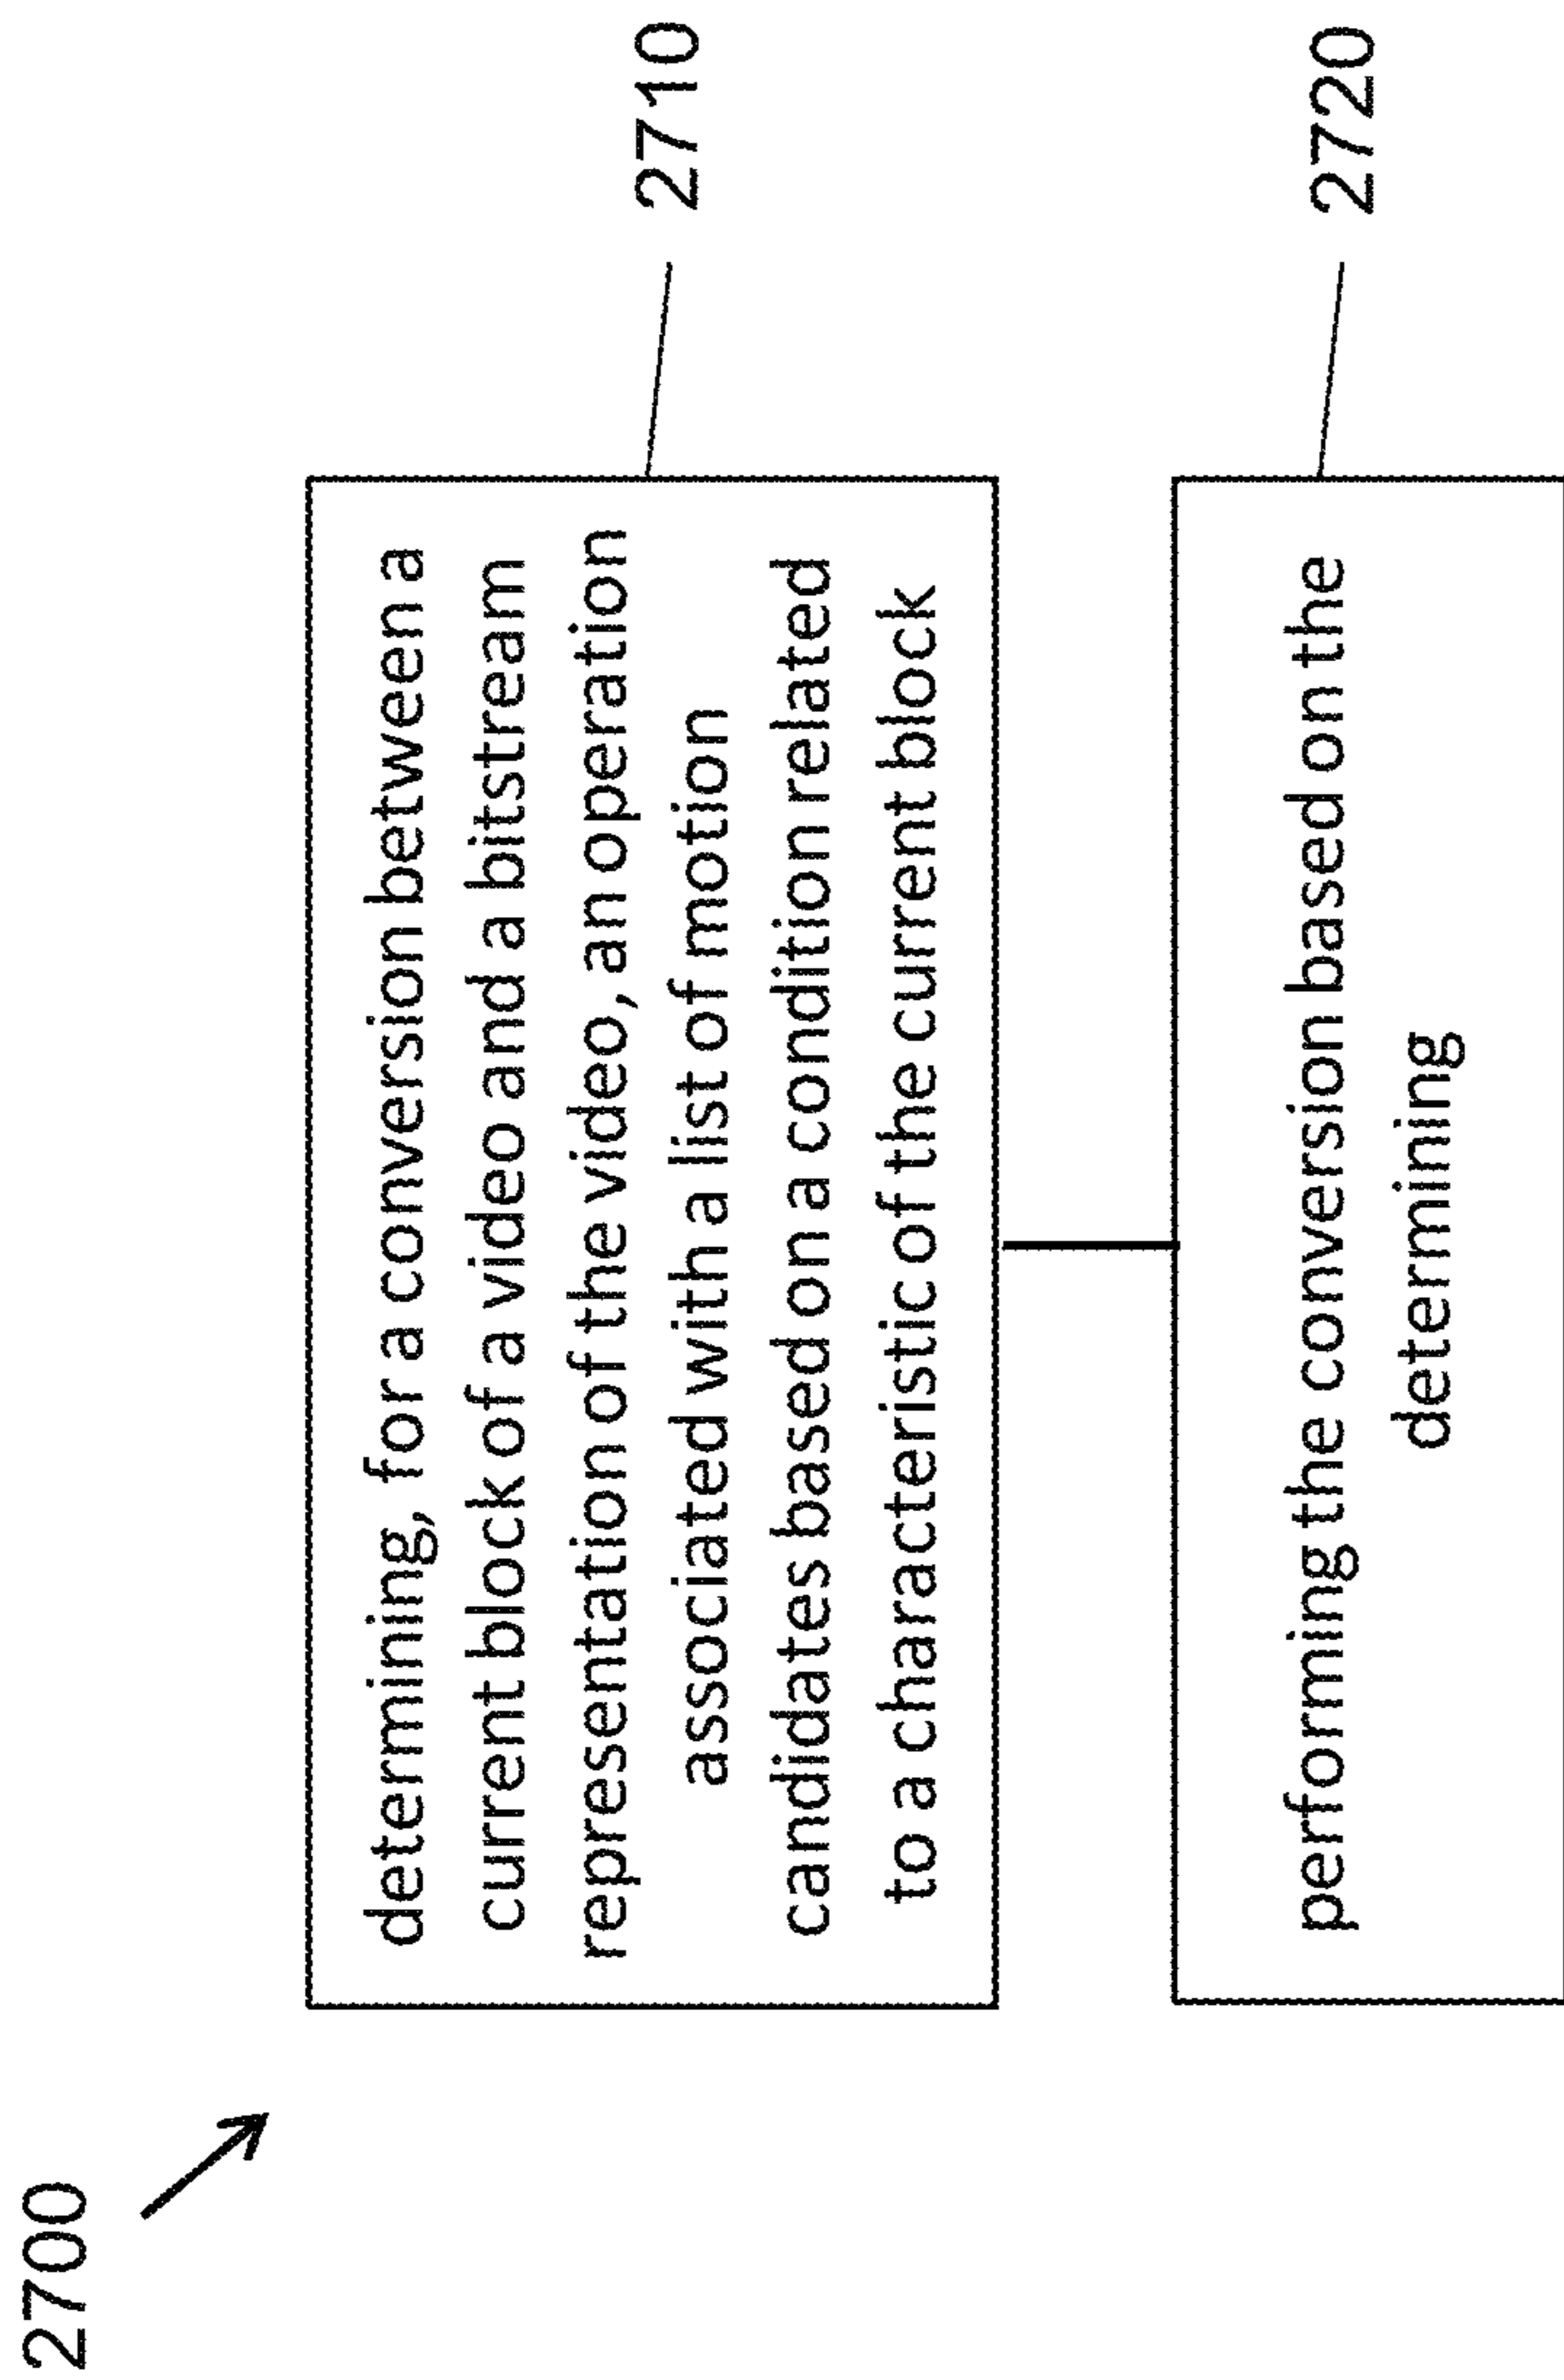 2700
determining, for a conversion between a
current block of a video and a bitstream
representation of the video, an operation
associated with a list of motion
candidates based on a condition related
to a characteristic of the current block
2710
performing the conversion based on the
determining
2720